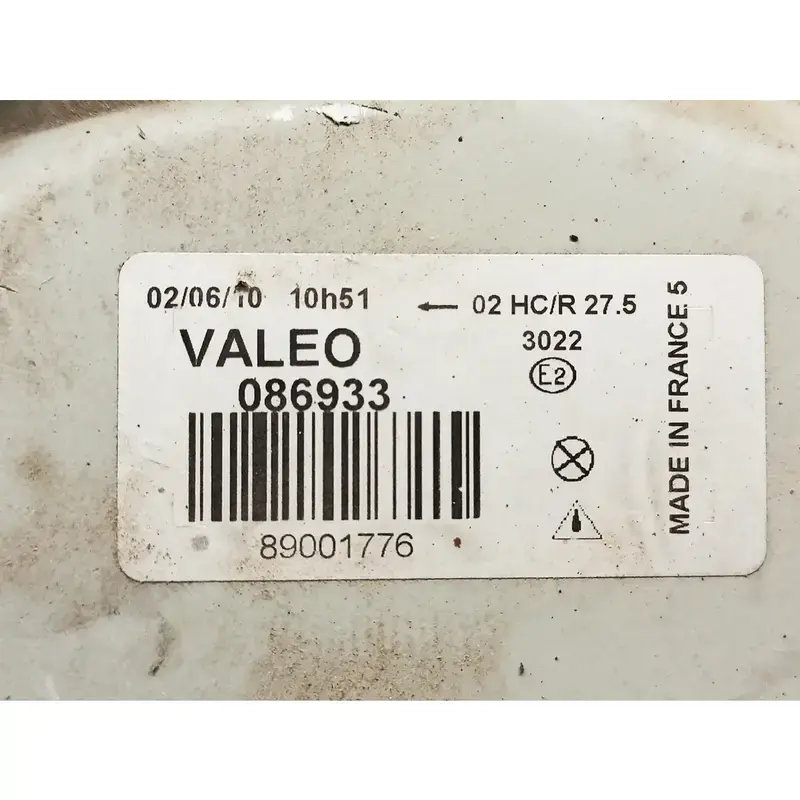 02/06/10 10h51 ← 02 HC/R 27.5
VALEO
3022
086933
E2
89001776
MADE IN FRANCE 5